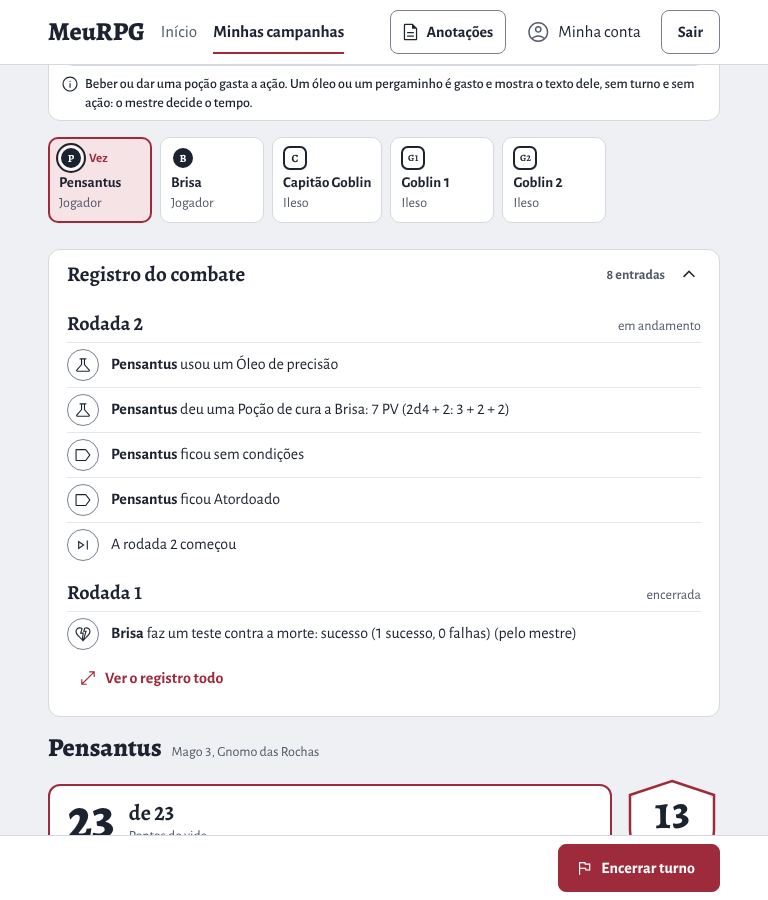 MeuRPG Início Minhas campanhas Anotações Minha conta Sair
Beber ou dar uma poção gasta a ação. Um óleo ou um pergaminho é gasto e mostra o texto dele, sem turno e sem
ação: o mestre decide o tempo.
P Vez
Pensantus
Jogador
B
Brisa
Jogador
C
Capitão Goblin
Ileso
G1
Goblin 1
Ileso
G2
Goblin 2
Ileso
Registro do combate 8 entradas
Rodada 2 em andamento
Pensantus usou um Óleo de precisão
Pensantus deu uma Poção de cura a Brisa: 7 PV (2d4 + 2: 3 + 2 + 2)
Pensantus ficou sem condições
Pensantus ficou Atordoado
A rodada 2 começou
Rodada 1 encerrada
Brisa faz um teste contra a morte: sucesso (1 sucesso, 0 falhas) (pelo mestre)
Ver o registro todo
Pensantus Mago 3, Gnomo das Rochas
23 de 23
Pontos de vida
13
Encerrar turno